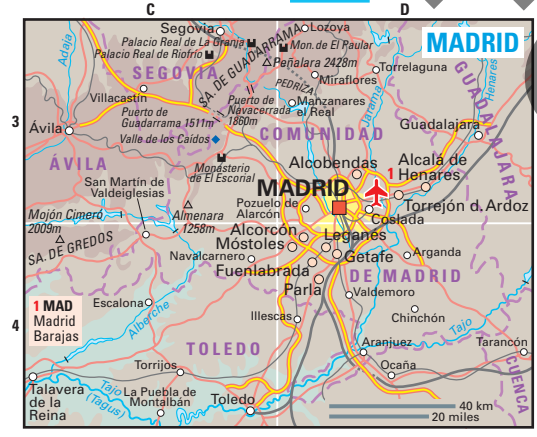 C
D
Segovia
Lozoya
MADRID
Palacio Real de La Granja
Mon.de El Paular
Palacio Real de Riofrío
Peñalara 2428m
Torrelaguna
Adaja
SEGOVIA
SA. DE GUADARRAMA
Miraflores
Henares
PEDRIZA
Jarama
GUADALAJARA
Villacastín
Puerto de
Navacerrada
1860m
Manzanares
el Real
3
Puerto de
Guadarrama 1511m
COMUNIDAD
Guadalajara
Ávila
Valle de los Caídos
ÁVILA
Monasterio
de El Escorial
Alcobendas
1
Alcalá de
Henares
San Martín de
Valdeiglesias
MADRID
Pozuelo de
Alarcón
Torrejón d. Ardoz
Mojón Cimero
2009m
Almenara
1258m
Coslada
Alcorcón
Leganés
SA. DE GREDOS
Móstoles
Getafe
Arganda
Navalcarnero
Fuenlabrada
DE MADRID
Parla
Valdemoro
1 MAD
Madrid
Barajas
Escalona
Alberche
Illescas
Chinchón
4
Tajo
TOLEDO
Aranjuez
Tarancón
Torrijos
Ocaña
CUENCA
Talavera
de la
Reina
Tajo
(Tagus)
La Puebla de
Montalbán
Toledo
40 km
20 miles